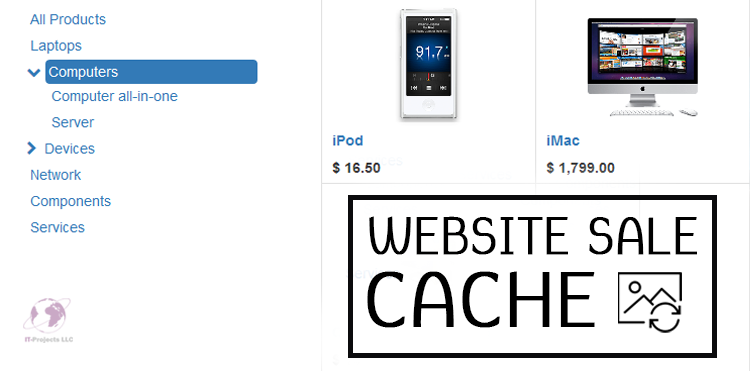 All Products
Laptops
Computers
Computer all-in-one
Server
Devices
Network
Components
Services
IT-Projects LLC
91.7
iPod
$ 16.50
iMac
$ 1,799.00
WEBSITE SALE
CACHE